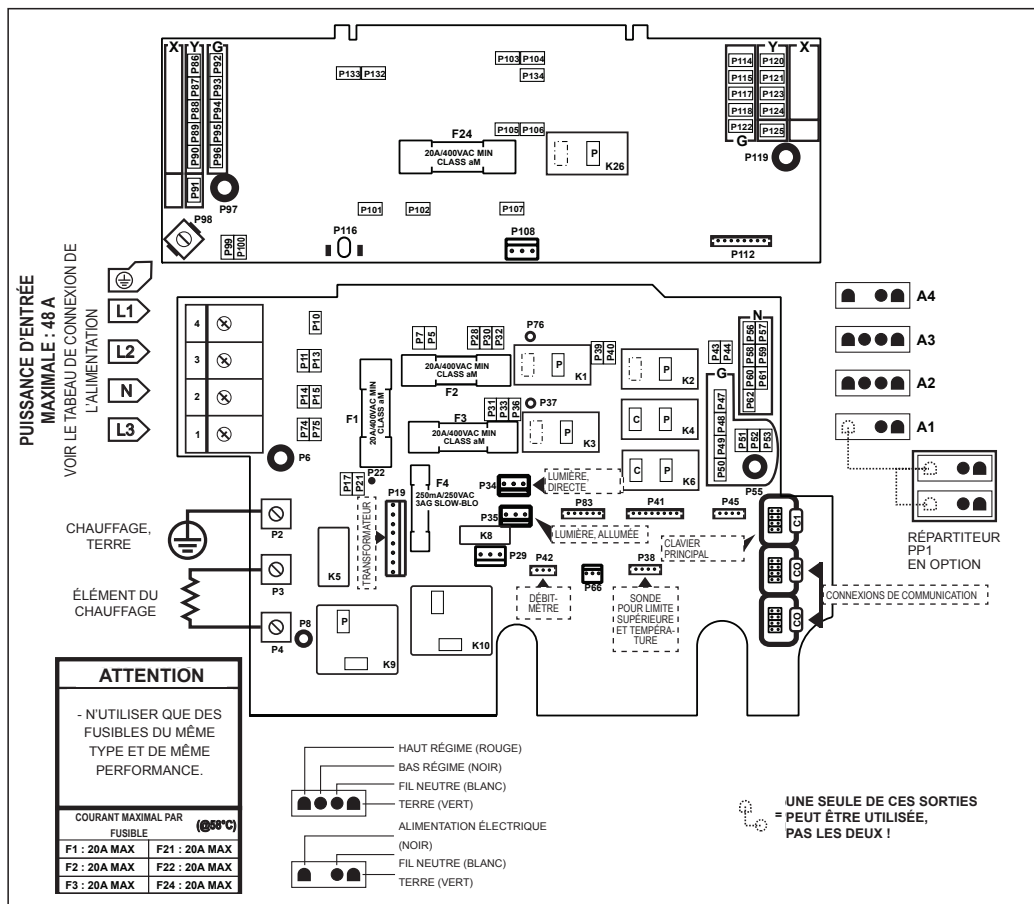 X
Y
G
P86
P87
P88
P89
P90
P91
P92
P93
P94
P95
P96
P97
P98
P99
P100
P133 P132
P103 P104
P134
F24
20A/400VAC MIN
CLASS aM
P105 P106
P
K26
P101
P102
P107
P116
P108
P112
Y
X
P114 P120
P115 P121
P117 P123
P118 P124
P122 P125
G
P119
PUISSANCE D'ENTRÉE
MAXIMALE : 48 A
VOIR LE TABEAU DE CONNEXION DE
L'ALIMENTATION
L1
L2
N
L3
4
3
2
1
P10
P11 P13
P14 P15
P74 P75
P6
P17 P21
P22
F1
20A/400VAC MIN
CLASS aM
P7 P5
P28 P30 P32
20A/400VAC MIN
CLASS aM
F2
P76
P
K1
P39 P40
P
K2
F3
20A/400VAC MIN
CLASS aM
P31 P33 P36
P37
P
K3
C P
K4
C P
K6
P43 P44
N
P56 P57
P58 P59
P60 P61
P62
G
P47
P48
P49
P50
P51 P52 P53
P55
F4
250mA/250VAC
3AG SLOW-BLO
P19
TRANSFORMATEUR
P34
LUMIÈRE,
DIRECTE
P35
LUMIÈRE, ALLUMÉE
K8
P29
P83
P41
P45
P42
DÉBIT-
MÈTRE
P66
P38
SONDE
POUR LIMITE
SUPÉRIEURE
ET TEMPÉRA-
TURE
CLAVIER
PRINCIPAL
C1
CO
CO
CONNEXIONS DE COMMUNICATION
A4
A3
A2
A1
RÉPARTITEUR
PP1
EN OPTION
CHAUFFAGE,
TERRE
P2
P3
ÉLÉMENT DU
CHAUFFAGE
P4
P8
K5
P
K9
K10
ATTENTION
- N'UTILISER QUE DES
FUSIBLES DU MÊME
TYPE ET DE MÊME
PERFORMANCE.
COURANT MAXIMAL PAR
FUSIBLE
(@58°C)
F1 : 20A MAX F21 : 20A MAX
F2 : 20A MAX F22 : 20A MAX
F3 : 20A MAX F24 : 20A MAX
HAUT RÉGIME (ROUGE)
BAS RÉGIME (NOIR)
FIL NEUTRE (BLANC)
TERRE (VERT)
ALIMENTATION ÉLECTRIQUE
(NOIR)
FIL NEUTRE (BLANC)
TERRE (VERT)
UNE SEULE DE CES SORTIES
= PEUT ÊTRE UTILISÉE,
PAS LES DEUX !